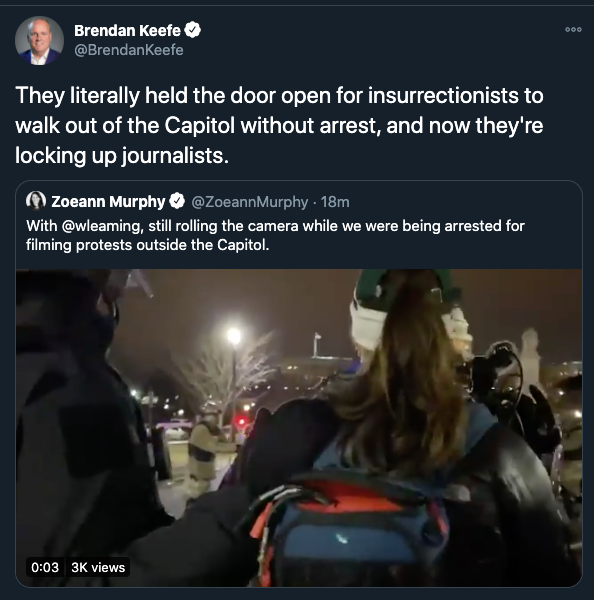 Brendan Keefe
@BrendanKeefe
They literally held the door open for insurrectionists to
walk out of the Capitol without arrest, and now they're
locking up journalists.
Zoeann Murphy @ZoeannMurphy · 18m
With @wleaming, still rolling the camera while we were being arrested for
filming protests outside the Capitol.
0:03 3K views